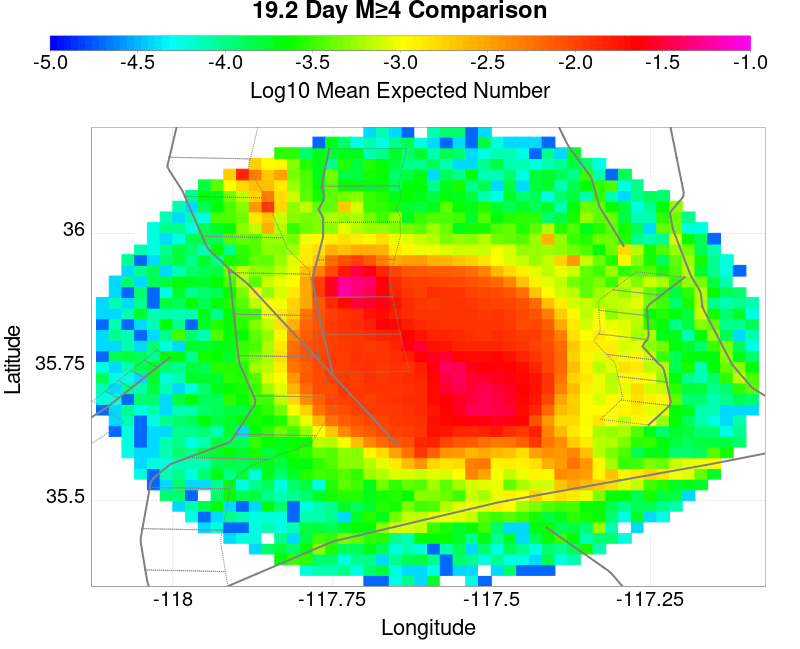 19.2 Day M≥4 Comparison
-5.0 -4.5 -4.0 -3.5 -3.0 -2.5 -2.0 -1.5 -1.0
Log10 Mean Expected Number
36
35.75
35.5
Latitude
-118 -117.75 -117.5 -117.25
Longitude